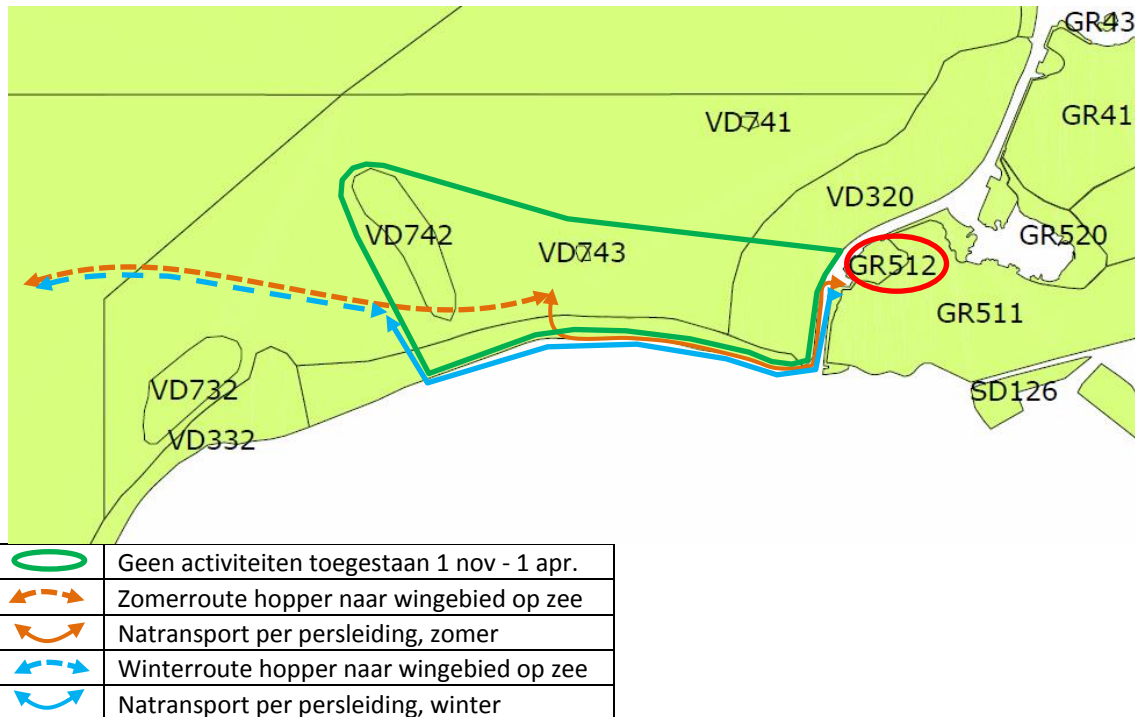 GR43
VD741
GR41
VD320
VD742
VD743
GR520
GR512
GR511
VD732
SD126
VD332
Geen activiteiten toegestaan 1 nov - 1 apr.
Zomerroute hopper naar wingebied op zee
Natransport per persleiding, zomer
Winterroute hopper naar wingebied op zee
Natransport per persleiding, winter